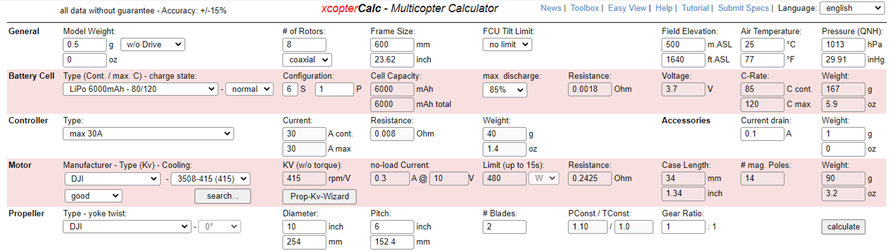 all data without guarantee - Accuracy: +/-15%
xcopterCalc - Multicopter Calculator
News | Toolbox | Easy View | Help | Tutorial | Submit Specs | Language: english
General Model Weight: # of Rotors: Frame Size: FCU Tilt Limit: Field Elevation: Air Temperature: Pressure (QNH):
0.5 g w/o Drive 8 600 mm no limit 500 m.ASL 25 °C 1013 hPa
0 oz coaxial 23.62 inch 1640 ft.ASL 77 °F 29.91 inHg
Battery Cell Type (Cont. / max. C) - charge state: Configuration: Cell Capacity: max. discharge: Resistance: Voltage: C-Rate: Weight:
LiPo 6000mAh - 80/120 - normal 6 S 1 P 6000 mAh 85% 0.0018 Ohm 3.7 V 85 C cont. 167 g
6000 mAh total 120 C max 5.9 oz
Controller Type: Current: Resistance: Weight: Accessories Current drain: Weight:
max 30A 30 A cont. 0.008 Ohm 40 g 0.1 A 1 g
30 A max 1.4 oz 0 oz
Motor Manufacturer - Type (Kv) - Cooling: KV (w/o torque): no-load Current: Limit (up to 15s): Resistance: Case Length: # mag. Poles: Weight:
DJI - 3508-415 (415) 415 rpm/V 0.3 A @ 10 V 480 W 0.2425 Ohm 34 mm 14 90 g
good search... Prop-Kv-Wizard 1.34 inch 3.2 oz
Propeller Type - yoke twist: Diameter: Pitch: # Blades: PConst / TConst: Gear Ratio:
DJI - 0° 10 inch 6 inch 2 1.10 / 1.0 1 : 1 calculate
254 mm 152.4 mm